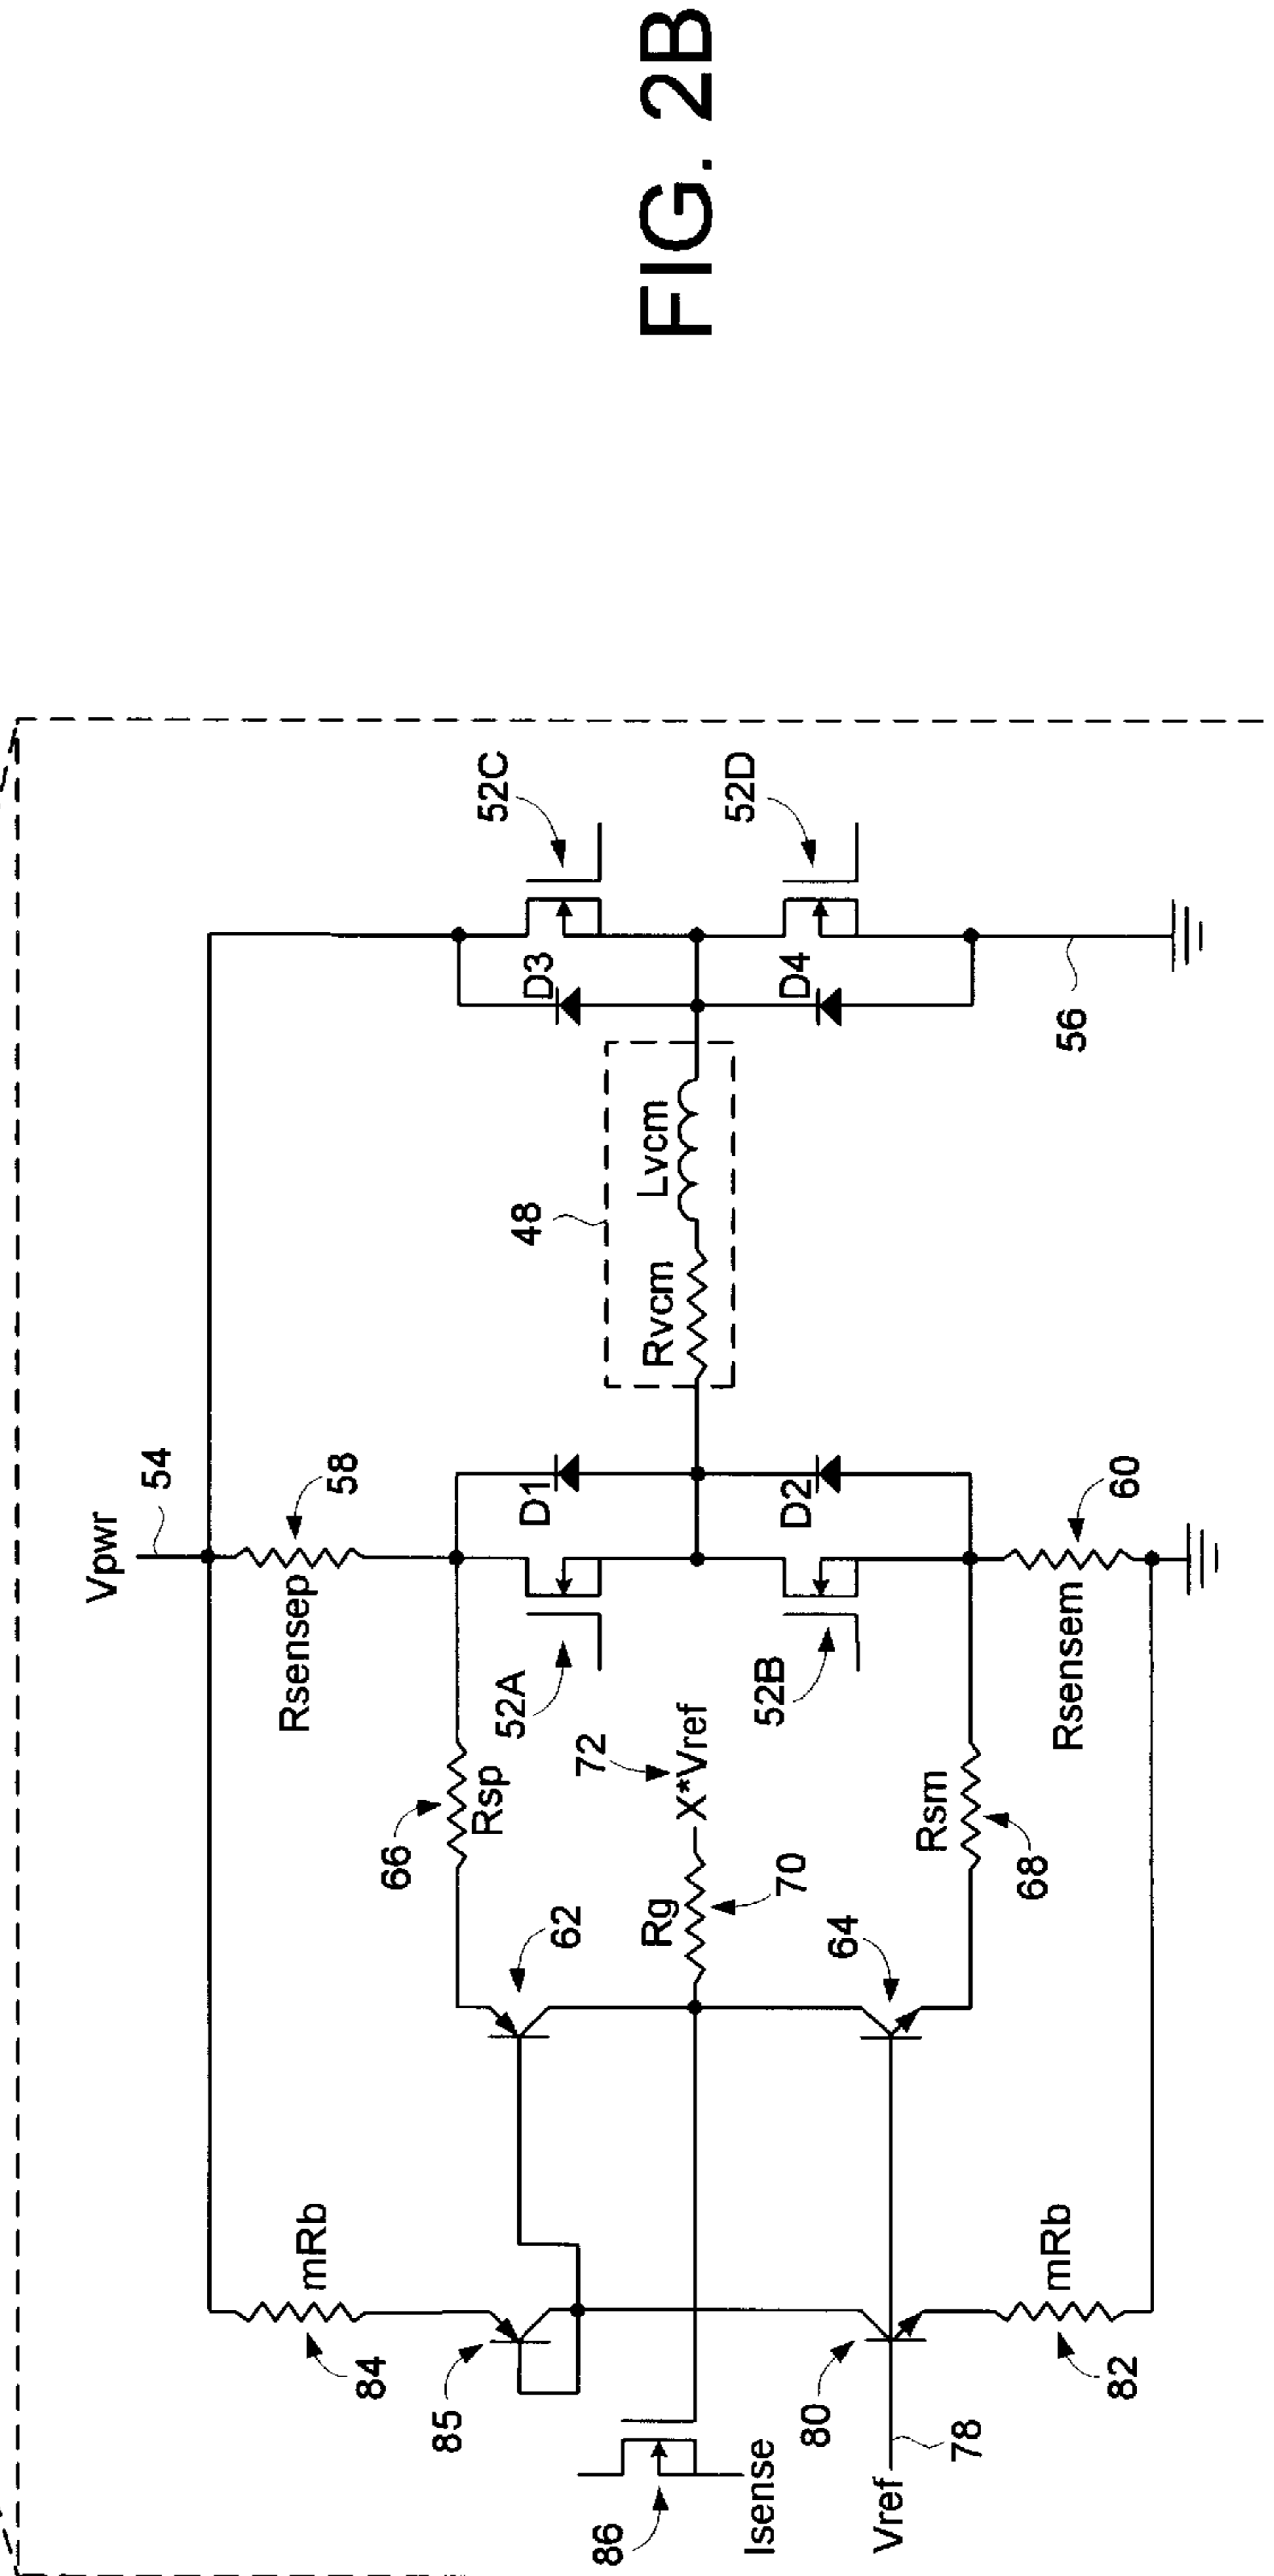 FIG. 2B
Vpwr
54
58
Rsensep
84
mRb
85
62
66
Rsp
52A
D1
D3
52C
48
Rvcm
Lvcm
72
X*Vref
Rg
70
86
Isense
80
Vref
78
64
Rsm
68
52B
D2
D4
52D
82
mRb
Rsensem
60
56